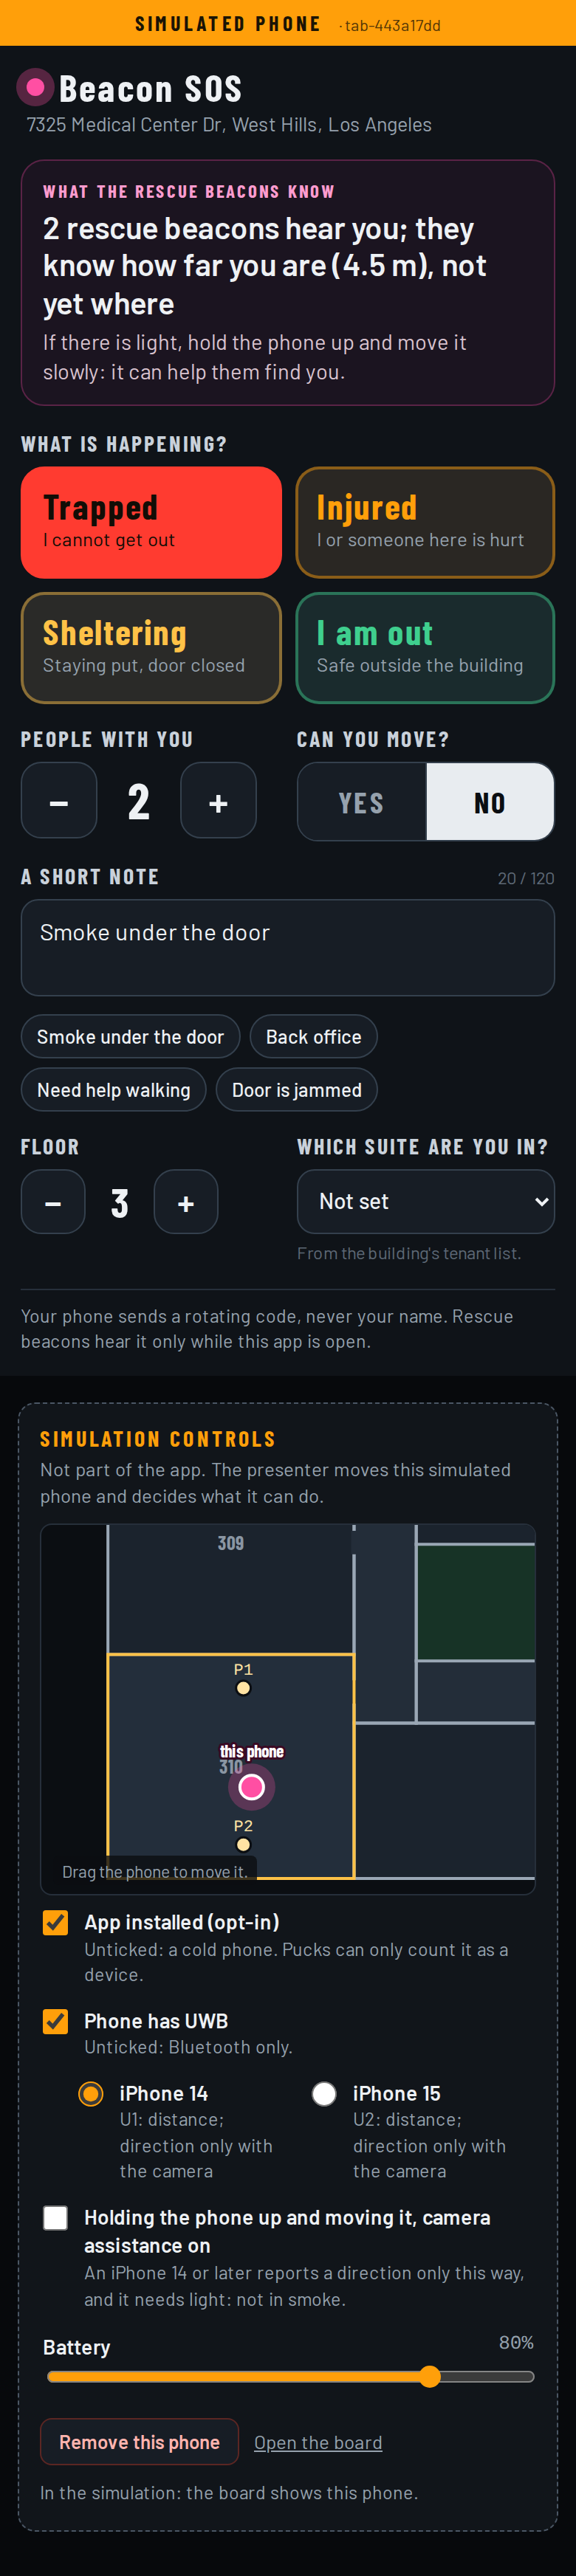 SIMULATED PHONE · tab-443a17dd
Beacon SOS
7325 Medical Center Dr, West Hills, Los Angeles
WHAT THE RESCUE BEACONS KNOW
2 rescue beacons hear you; they
know how far you are (4.5 m), not
yet where
If there is light, hold the phone up and move it
slowly: it can help them find you.
WHAT IS HAPPENING?
Trapped
I cannot get out
Injured
I or someone here is hurt
Sheltering
Staying put, door closed
I am out
Safe outside the building
PEOPLE WITH YOU
− 2 +
CAN YOU MOVE?
YES NO
A SHORT NOTE 20 / 120
Smoke under the door
Smoke under the door Back office
Need help walking Door is jammed
FLOOR
− 3 +
WHICH SUITE ARE YOU IN?
Not set
From the building's tenant list.
Your phone sends a rotating code, never your name. Rescue
beacons hear it only while this app is open.
SIMULATION CONTROLS
Not part of the app. The presenter moves this simulated
phone and decides what it can do.
309
P1
this phone
310
P2
Drag the phone to move it.
App installed (opt-in)
Unticked: a cold phone. Pucks can only count it as a
device.
Phone has UWB
Unticked: Bluetooth only.
iPhone 14
U1: distance;
direction only with
the camera
iPhone 15
U2: distance;
direction only with
the camera
Holding the phone up and moving it, camera
assistance on
An iPhone 14 or later reports a direction only this way,
and it needs light: not in smoke.
Battery 80%
Remove this phone Open the board
In the simulation: the board shows this phone.